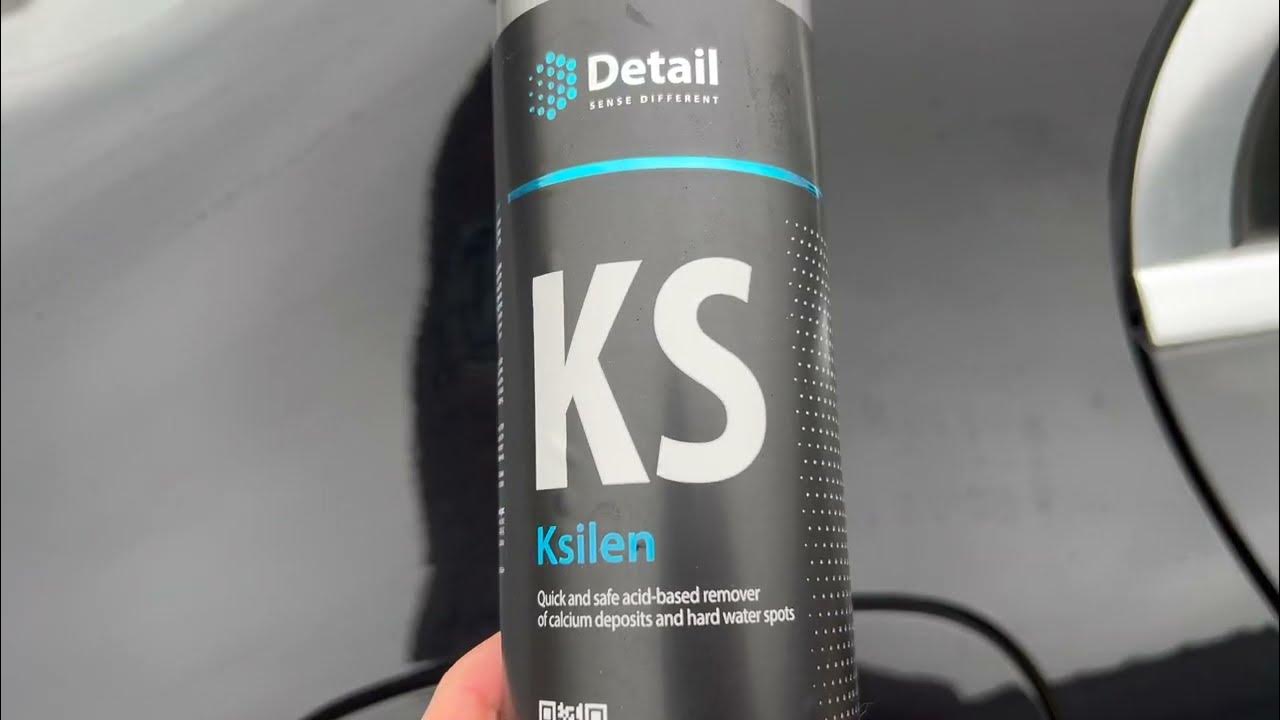 Detail
SENSE DIFFERENT
KS
Ksilen
Quick and safe acid-based remover
of calcium deposits and hard water spots